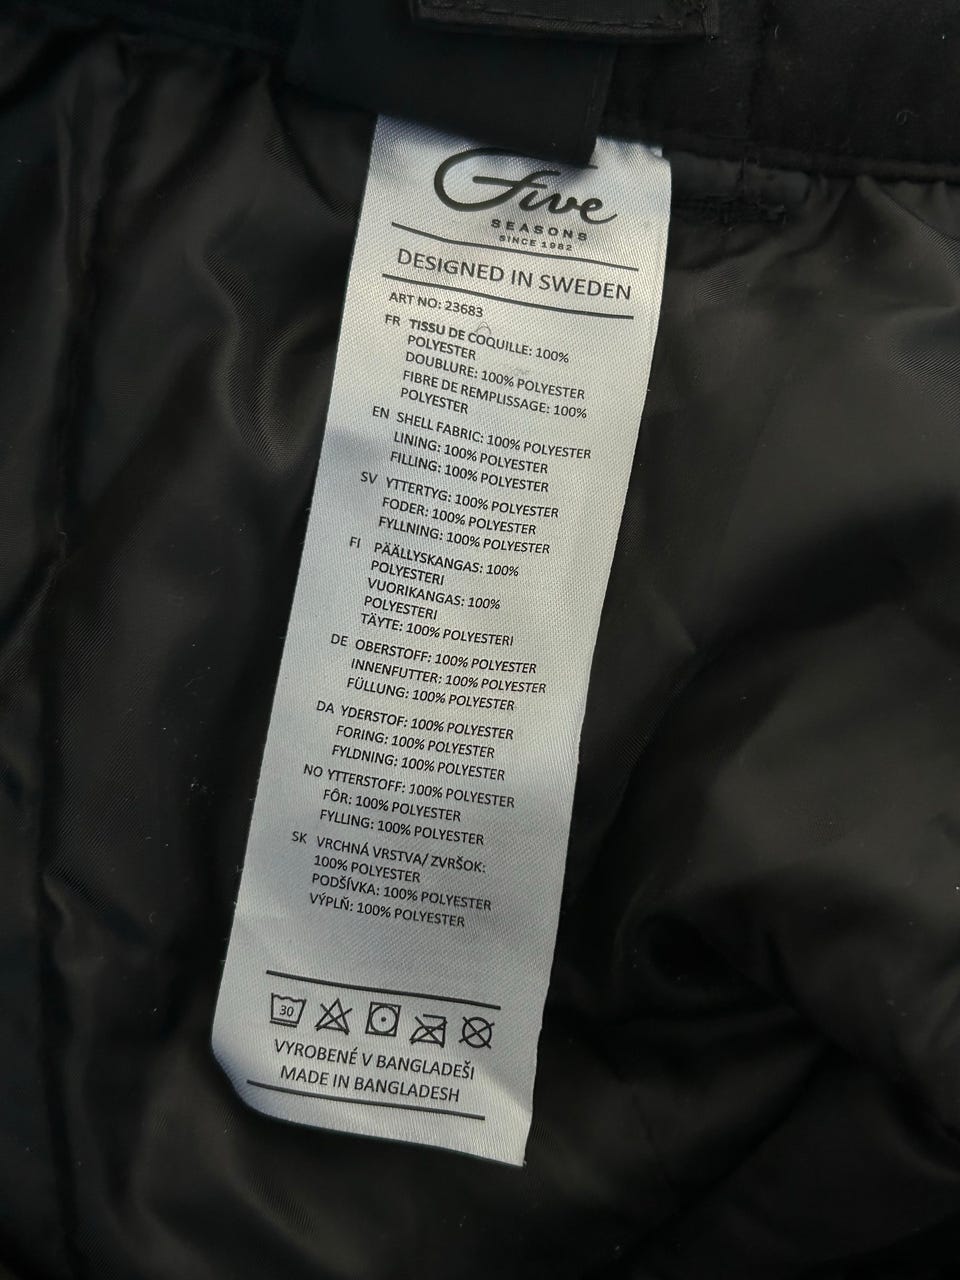 Five
SEASONS
SINCE 1982
DESIGNED IN SWEDEN
ART NO: 23683
FR TISSU DE COQUILLE: 100%
POLYESTER
DOUBLURE: 100% POLYESTER
FIBRE DE REMPLISSAGE: 100%
POLYESTER
EN SHELL FABRIC: 100% POLYESTER
LINING: 100% POLYESTER
FILLING: 100% POLYESTER
SV YTTERTYG: 100% POLYESTER
FODER: 100% POLYESTER
FYLLNING: 100% POLYESTER
FI PÄÄLLYSKANGAS: 100%
POLYESTERI
VUORIKANGAS: 100%
POLYESTERI
TÄYTE: 100% POLYESTERI
DE OBERSTOFF: 100% POLYESTER
INNENFUTTER: 100% POLYESTER
FÜLLUNG: 100% POLYESTER
DA YDERSTOF: 100% POLYESTER
FORING: 100% POLYESTER
FYLDNING: 100% POLYESTER
NO YTTERSTOFF: 100% POLYESTER
FÔR: 100% POLYESTER
FYLLING: 100% POLYESTER
SK VRCHNÁ VRSTVA/ ZVRŠOK:
100% POLYESTER
PODŠÍVKA: 100% POLYESTER
VÝPLŇ: 100% POLYESTER
30
VYROBENÉ V BANGLADEŠI
MADE IN BANGLADESH